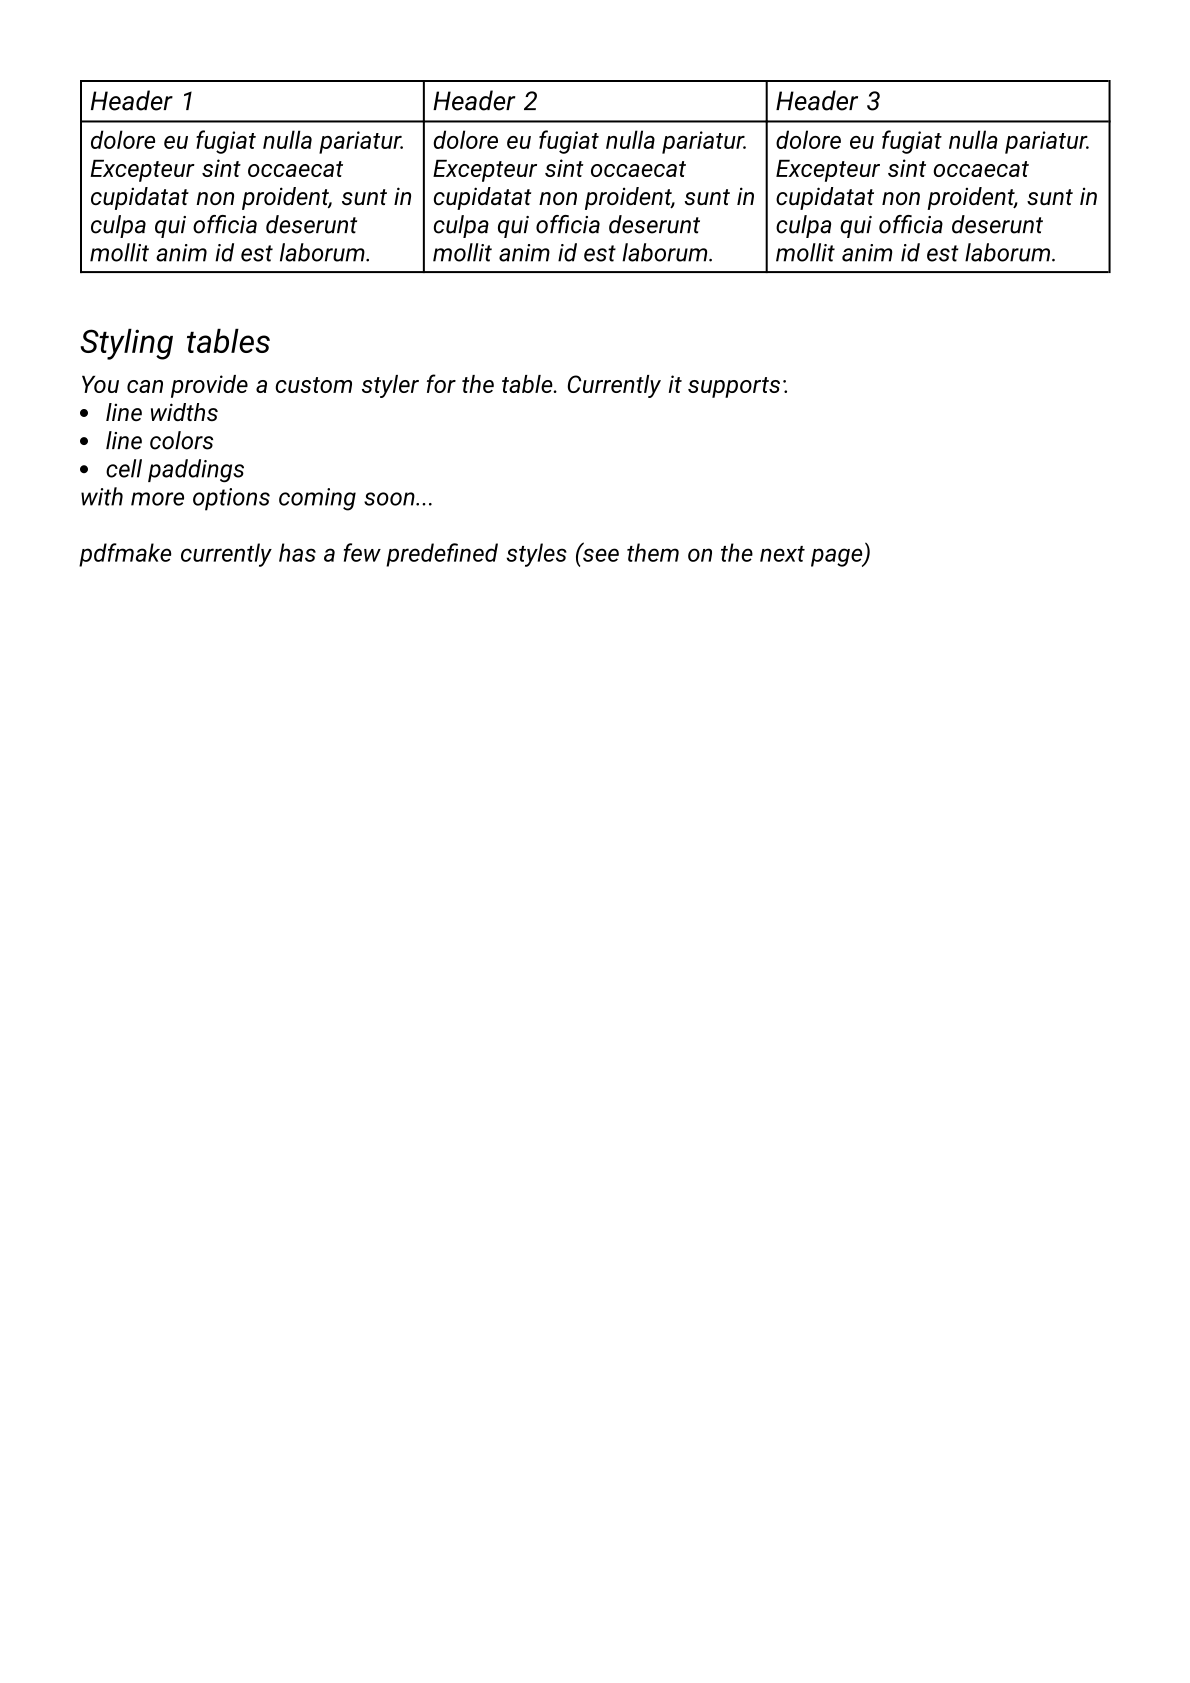 Header 1 Header 2 Header 3
dolore eu fugiat nulla pariatur. dolore eu fugiat nulla pariatur. dolore eu fugiat nulla pariatur.
Excepteur sint occaecat Excepteur sint occaecat Excepteur sint occaecat
cupidatat non proident, sunt in cupidatat non proident, sunt in cupidatat non proident, sunt in
culpa qui officia deserunt culpa qui officia deserunt culpa qui officia deserunt
mollit anim id est laborum. mollit anim id est laborum. mollit anim id est laborum.
Styling tables
You can provide a custom styler for the table. Currently it supports:
• line widths
• line colors
• cell paddings
with more options coming soon...
pdfmake currently has a few predefined styles (see them on the next page)